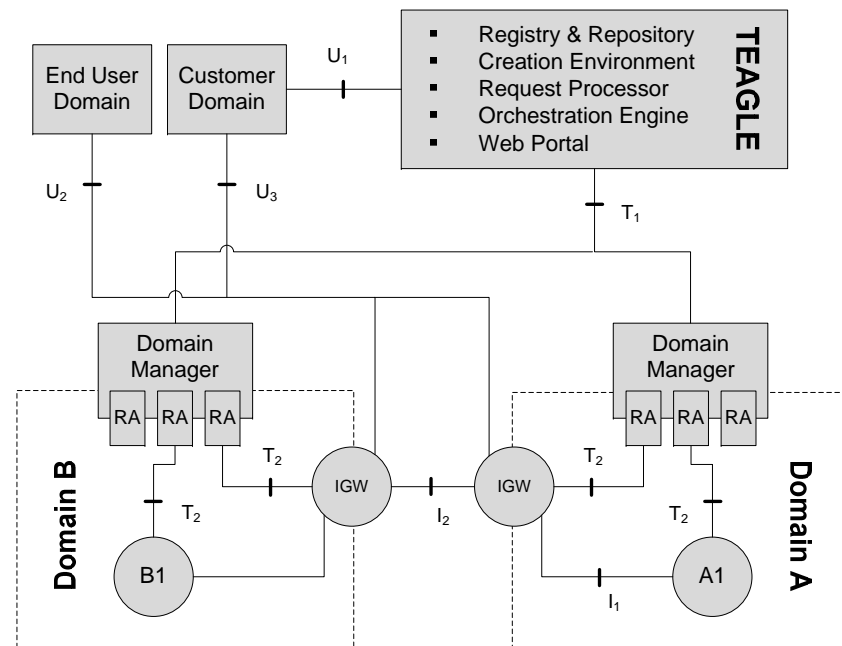 End User
Domain
Customer
Domain
U1
▪ Registry & Repository
▪ Creation Environment
▪ Request Processor
▪ Orchestration Engine
▪ Web Portal
TEAGLE
U2
U3
T1
Domain
Manager
RA
RA
RA
Domain
Manager
RA
RA
RA
Domain B
T2
T2
IGW
I2
IGW
T2
T2
Domain A
B1
I1
A1